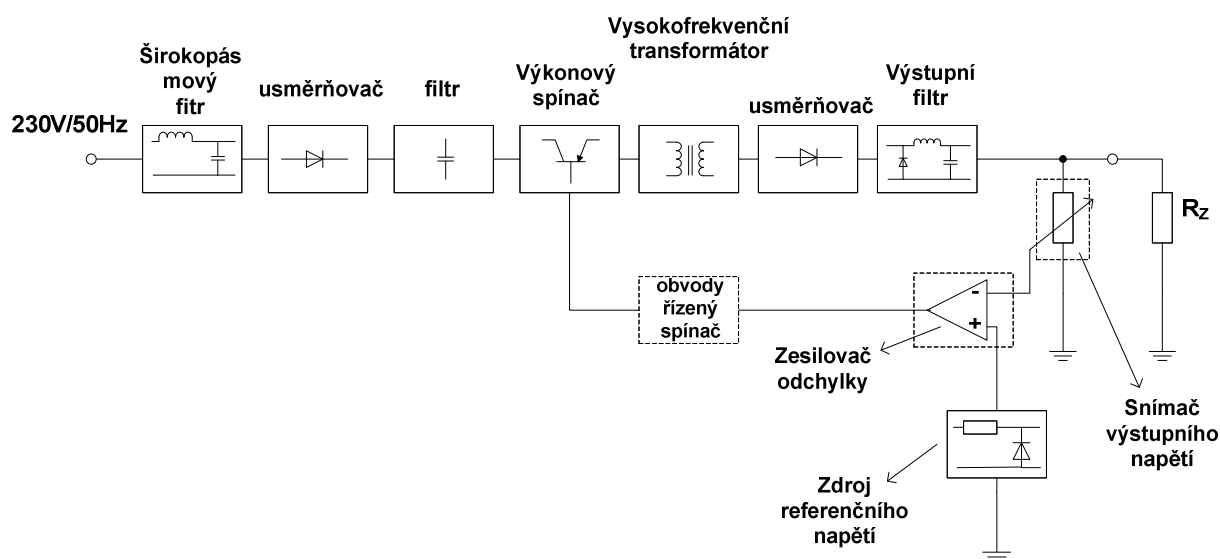 230V/50Hz
Širokopás
mový
fitr
usměrňovač
filtr
Výkonový
spínač
Vysokofrekvenční
transformátor
usměrňovač
Výstupní
filtr
RZ
obvody
řízený
spínač
-
+
Zesilovač
odchylky
Snímač
výstupního
napětí
Zdroj
referenčního
napětí